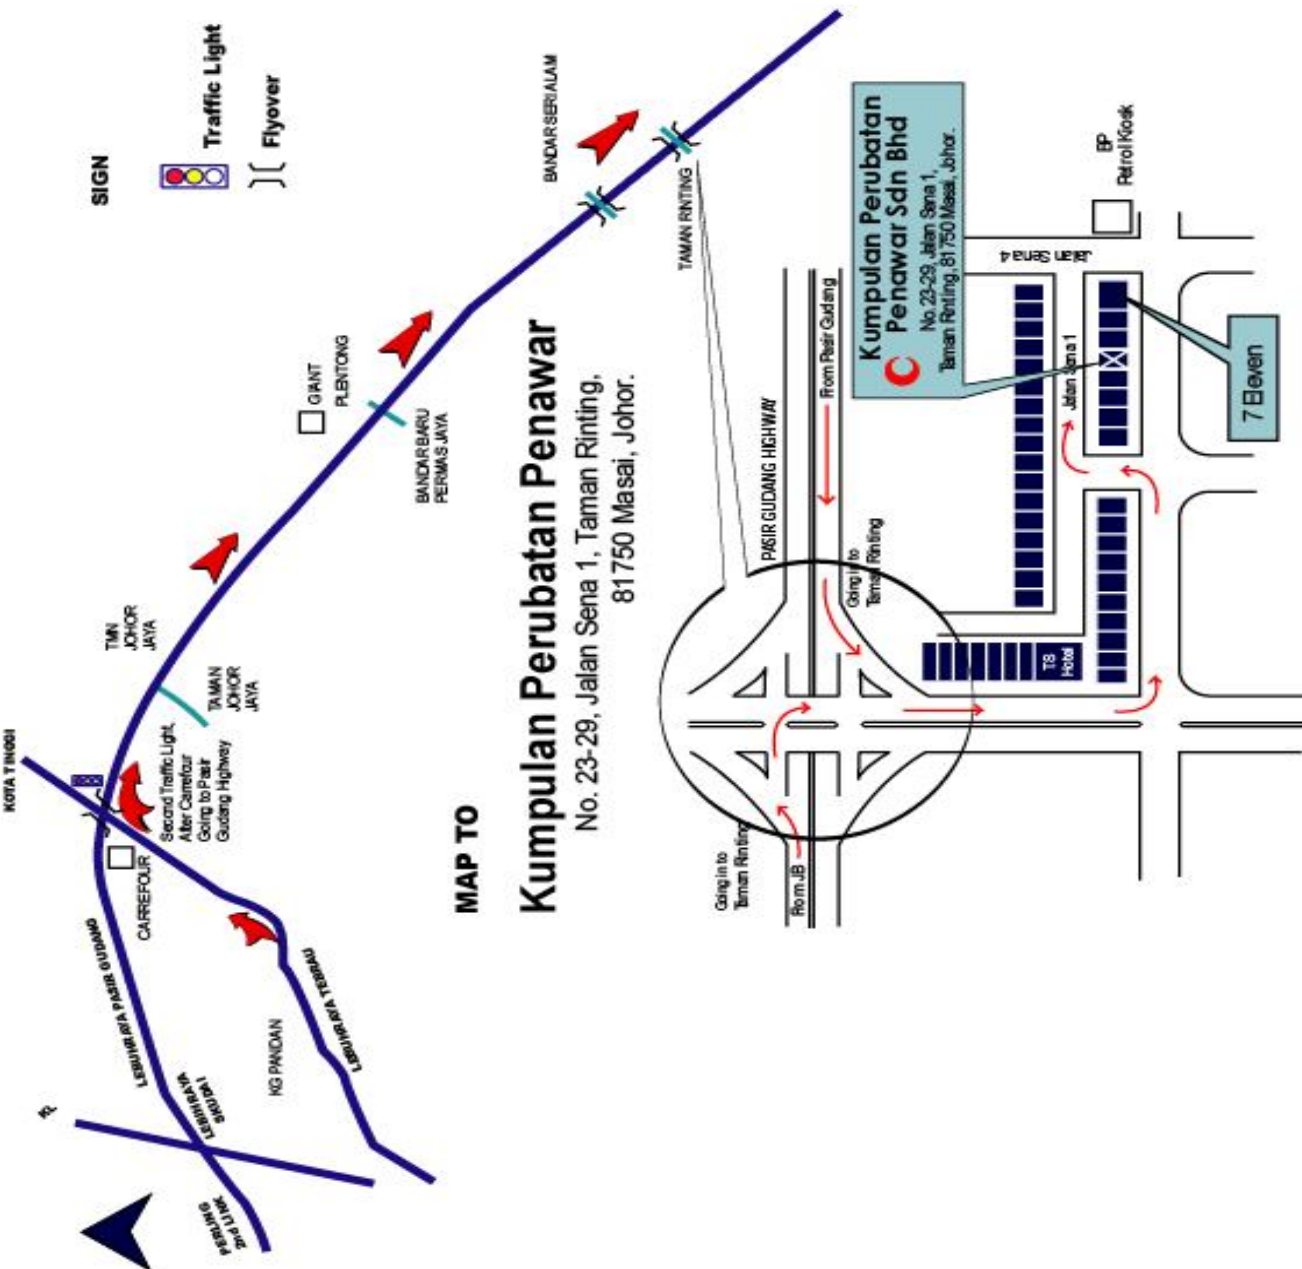 KOTA TINGGI
SIGN
Traffic Light
Flyover
TMN
JOHOR
JAYA
TAMAN
JOHOR
JAYA
Second Traffic Light,
After Carrefour
Going to Pasir
Gudang Highway
CARREFOUR
LEBUHRAYA PASIR GUDANG
LEBUHRAYA
SKUDAI
PERLING
2nd LINK
KG PANDAN
LEBUHRAYA TEBRAU
GIANT
PLENTONG
BANDAR BARU
PERMAS JAYA
BANDAR SERI ALAM
TAMAN RINTING
MAP TO
Kumpulan Perubatan Penawar
No. 23-29, Jalan Sena 1, Taman Rinting,
81750 Masai, Johor.
PASIR GUDANG HIGHWAY
From Pasir Gudang
Going in to
Taman Rinting
Going in to
Taman Rinting
From JB
T8
Hotel
Kumpulan Perubatan
Penawar Sdn Bhd
No. 23-29, Jalan Sena 1,
Taman Rinting, 81750 Masai, Johor.
Jalan Sena 4
Jalan Sena 1
BP
Petrol Kiosk
7 Eleven